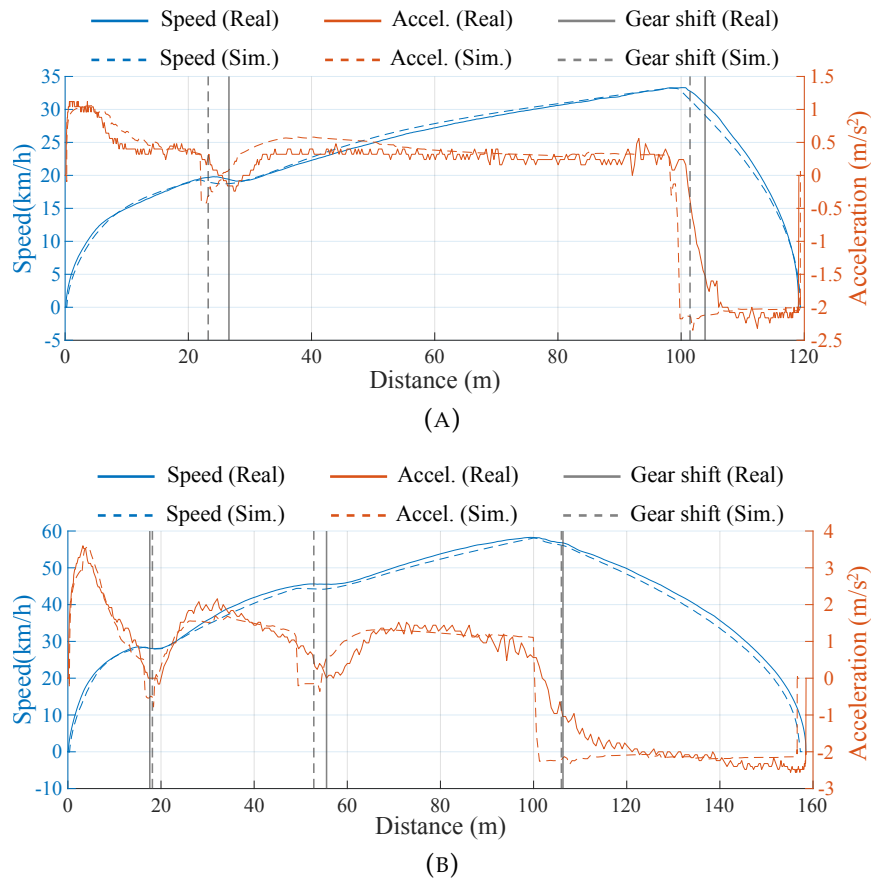 Speed (Real) Accel. (Real) Gear shift (Real)
Speed (Sim.) Accel. (Sim.) Gear shift (Sim.)
35 1.5
30 1
25 0.5
20 0
15 -0.5
10 -1
5 -1.5
0 -2
-5 -2.5
Speed(km/h)
Acceleration (m/s²)
0 20 40 60 80 100 120
Distance (m)
(A)
Speed (Real) Accel. (Real) Gear shift (Real)
Speed (Sim.) Accel. (Sim.) Gear shift (Sim.)
60 4
50 3
40 2
30 1
20 0
10 -1
0 -2
-10 -3
Speed(km/h)
Acceleration (m/s²)
0 20 40 60 80 100 120 140 160
Distance (m)
(B)